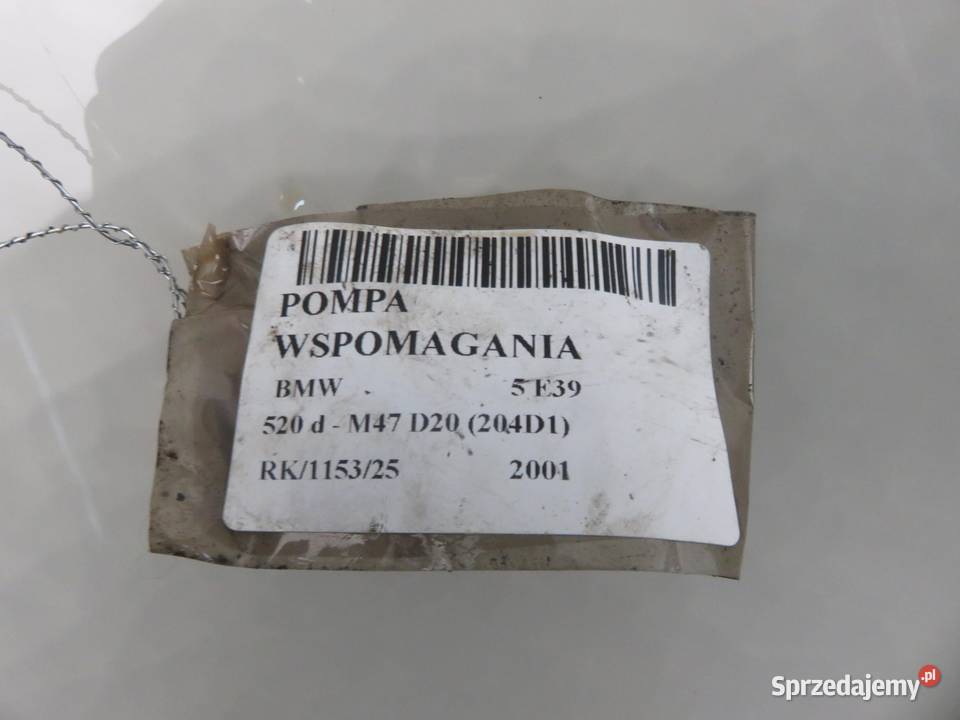 POMPA
WSPOMAGANIA
BMW 5 E39
520 d - M47 D20 (204D1)
RK/1153/25 2001
Sprzedajemy.pl